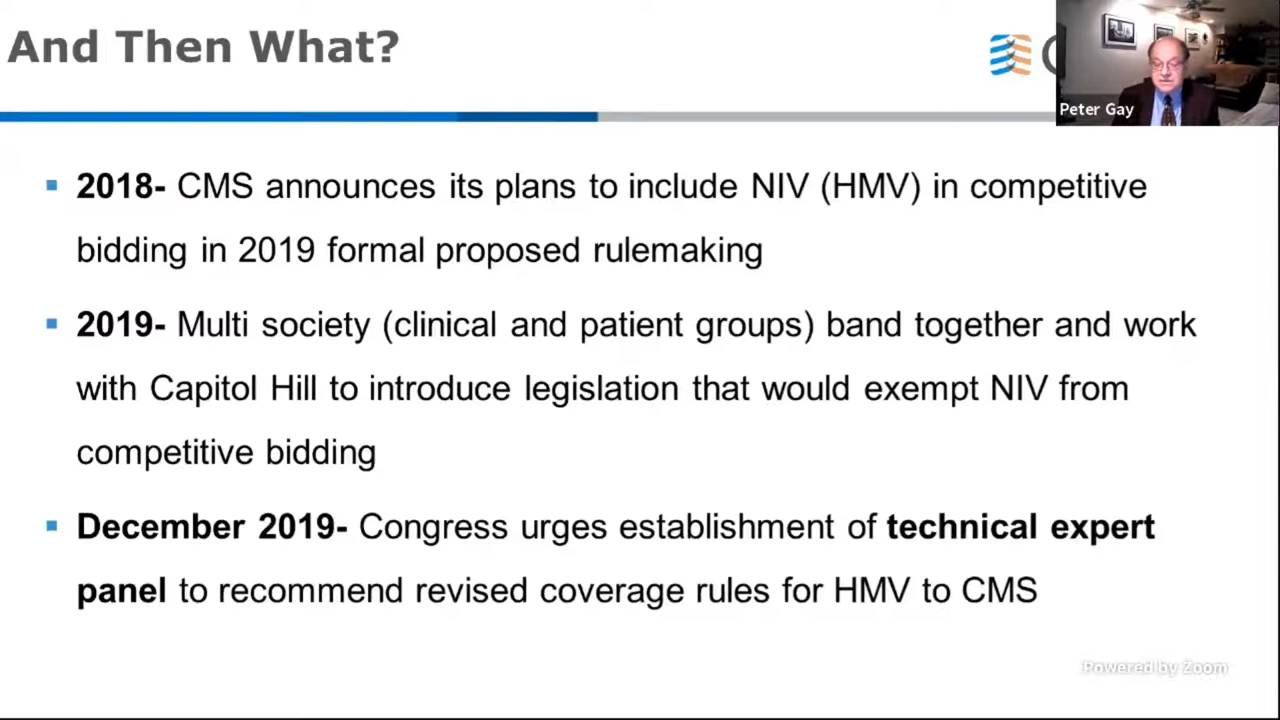 And Then What?
Peter Gay
2018- CMS announces its plans to include NIV (HMV) in competitive
bidding in 2019 formal proposed rulemaking
2019- Multi society (clinical and patient groups) band together and work
with Capitol Hill to introduce legislation that would exempt NIV from
competitive bidding
December 2019- Congress urges establishment of technical expert
panel to recommend revised coverage rules for HMV to CMS
Powered by Zoom